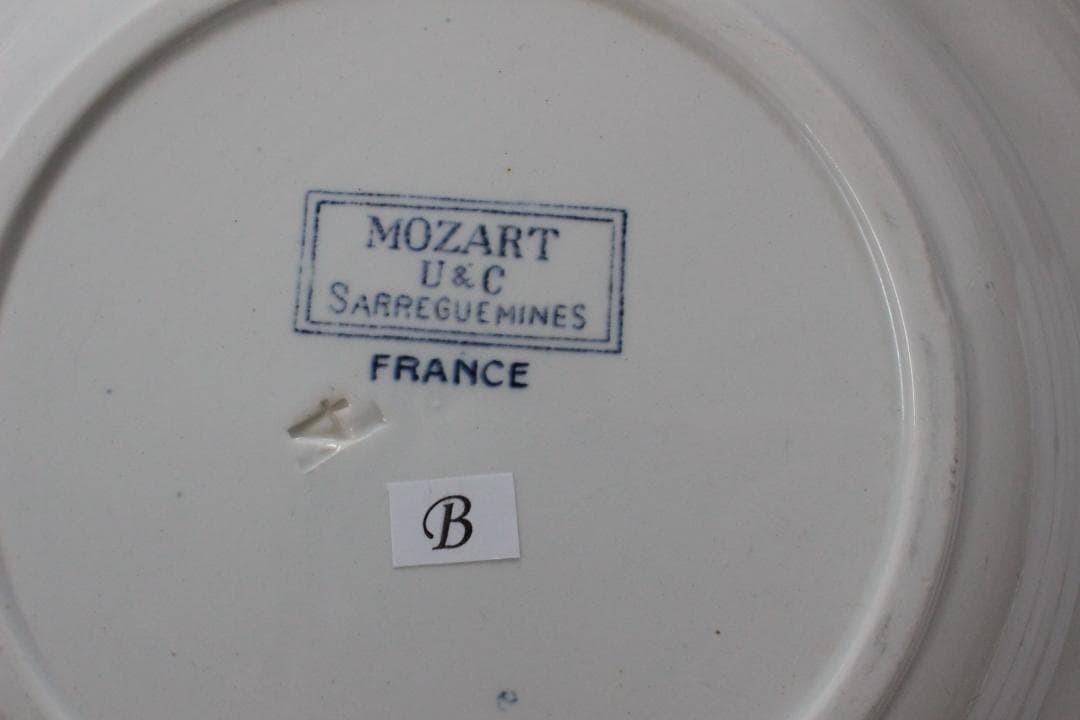 MOZART
U & C
SARREGUEMINES
FRANCE
B